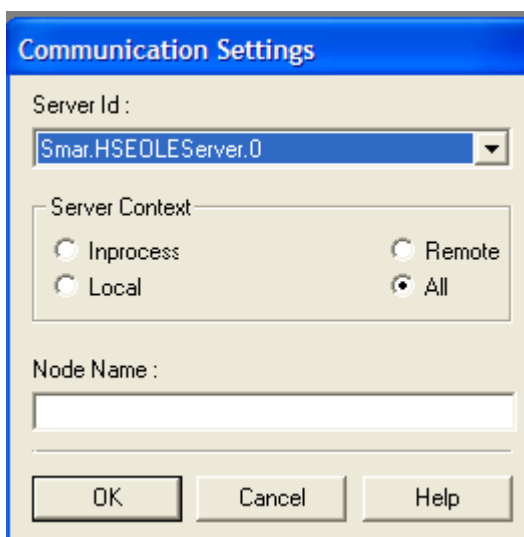 Communication Settings
Server Id :
Smar.HSEOLEServer.0
Server Context
Inprocess Remote
Local All
Node Name :
OK Cancel Help